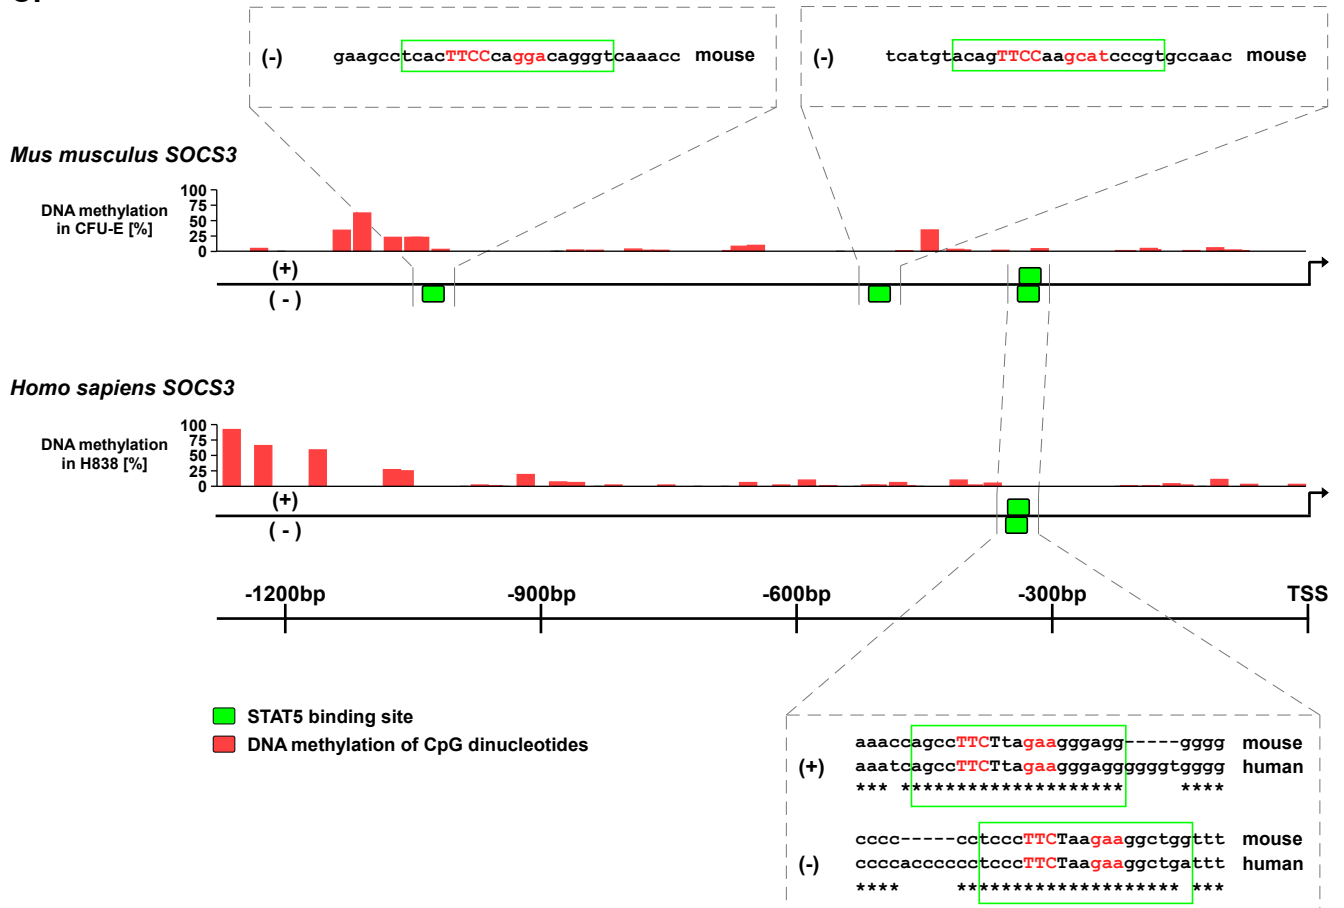 (-) gaagcctcacTTCCcaggacagggtcaaacc mouse
(-) tcatgtacagTTCCaagcatcccgtgccaac mouse
Mus musculus SOCS3
DNA methylation
in CFU-E [%]
100
75
50
25
0
(+)
( - )
Homo sapiens SOCS3
DNA methylation
in H838 [%]
100
75
50
25
0
(+)
( - )
-1200bp -900bp -600bp -300bp TSS
STAT5 binding site
DNA methylation of CpG dinucleotides
(+)
aaaccagccTTCTtagaagggagg-----gggg mouse
aaatcagccTTCTtagaagggaggggggtgggg human
*** ******************** ****
(-)
cccc-----cctcccTTCTaagaaggctggttt mouse
ccccacccccctcccTTCTaagaaggctgattt human
**** ******************** ***